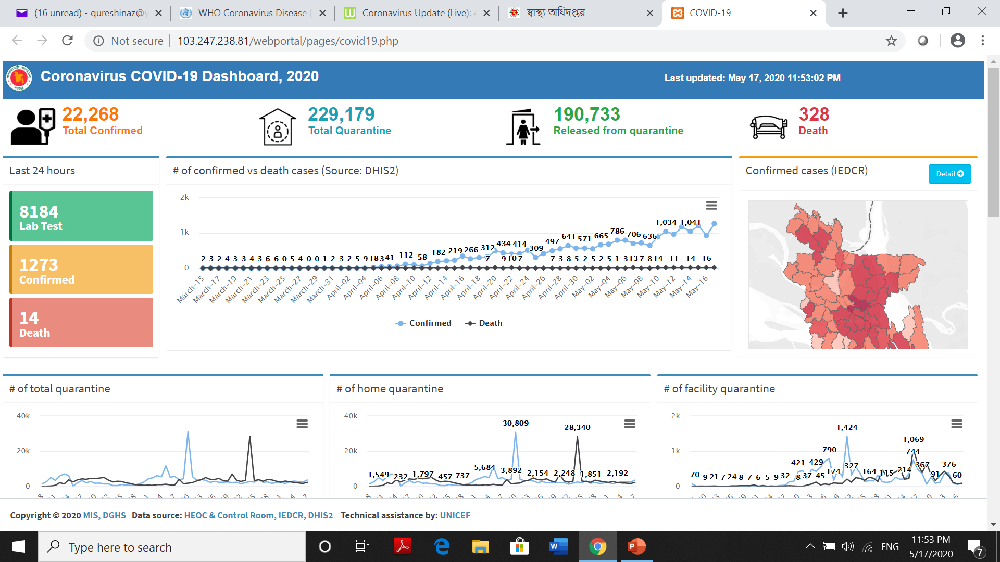 (16 unread) - qureshinaz@y
WHO Coronavirus Disease (
Coronavirus Update (Live): 4
স্বাস্থ্য অধিদপ্তর
COVID-19
Not secure
103.247.238.81/webportal/pages/covid19.php
Coronavirus COVID-19 Dashboard, 2020
Last updated: May 17, 2020 11:53:02 PM
22,268
Total Confirmed
229,179
Total Quarantine
190,733
Released from quarantine
328
Death
Last 24 hours
8184
Lab Test
1273
Confirmed
14
Death
# of confirmed vs death cases (Source: DHIS2)
2k
1k
0
1,034 1,041
786 706 636
641 571 665
497
434 414 309
182 219 266 312
112 58
2 3 2 4 3 3 4 3 6 6 0 5 4 0 0 1 2 3 2 5 9 18 3 41
7 9 10 7 7 3 8 5 2 5 2 5 1 3 13 7 8 14 11 14 16
March-15 March-17 March-19 March-21 March-23 March-25 March-27 March-29 March-31 April-02 April-04 April-06 April-08 April-10 April-12 April-14 April-16 April-18 April-20 April-22 April-24 April-26 April-28 April-30 May-02 May-04 May-06 May-08 May-10 May-12 May-14 May-16
Confirmed Death
Confirmed cases (IEDCR)
Detail
# of total quarantine
40k
20k
0
# of home quarantine
40k
20k
0
30,809
28,340
1,549 232 1,797 457 737 5,684 3,892 2,154 2,248 1,851 2,192
# of facility quarantine
2k
1k
0
1,424
1,069
790 744
421 429 327 367 376
70 9 21 7 24 8 7 6 5 9 32 8 37 45 174 164 115 214 91 60
Copyright © 2020 MIS, DGHS Data source: HEOC & Control Room, IEDCR, DHIS2 Technical assistance by: UNICEF
Type here to search
ENG
11:53 PM
5/17/2020
7